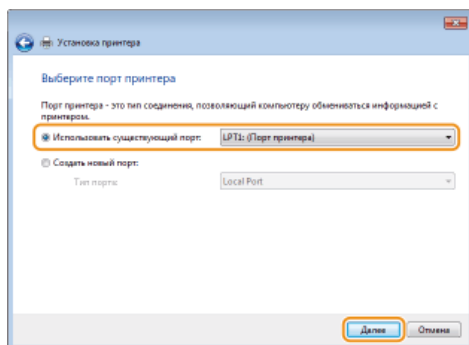 Установка принтера
Выберите порт принтера
Порт принтера - это тип соединения, позволяющий компьютеру обмениваться информацией с
принтером.
Использовать существующий порт: LPT1: (Порт принтера)
Создать новый порт:
Тип порта: Local Port
Далее Отмена